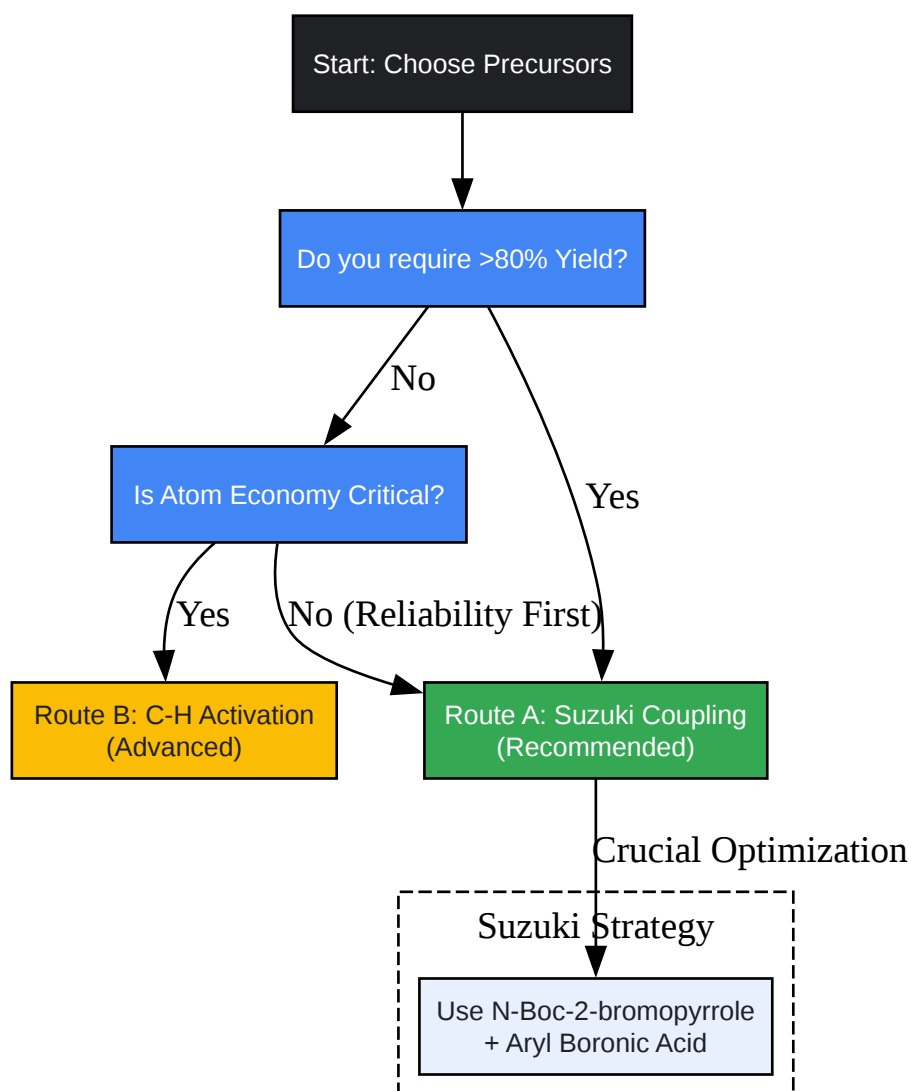 Start: Choose Precursors
Do you require >80% Yield?
No
Is Atom Economy Critical?
Yes
Yes
No (Reliability First)
Route B: C-H Activation
(Advanced)
Route A: Suzuki Coupling
(Recommended)
Crucial Optimization
Suzuki Strategy
Use N-Boc-2-bromopyrrole
+ Aryl Boronic Acid